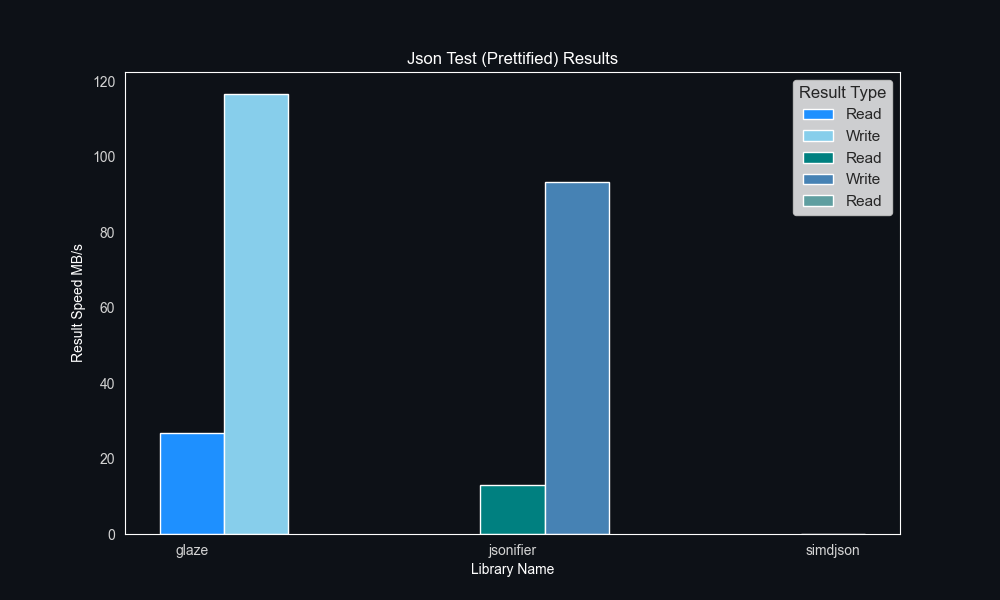 Json Test (Prettified) Results
Result Type
Read
Write
Read
Write
Read
120
100
80
60
40
20
0
Result Speed MB/s
glaze
jsonifier
simdjson
Library Name